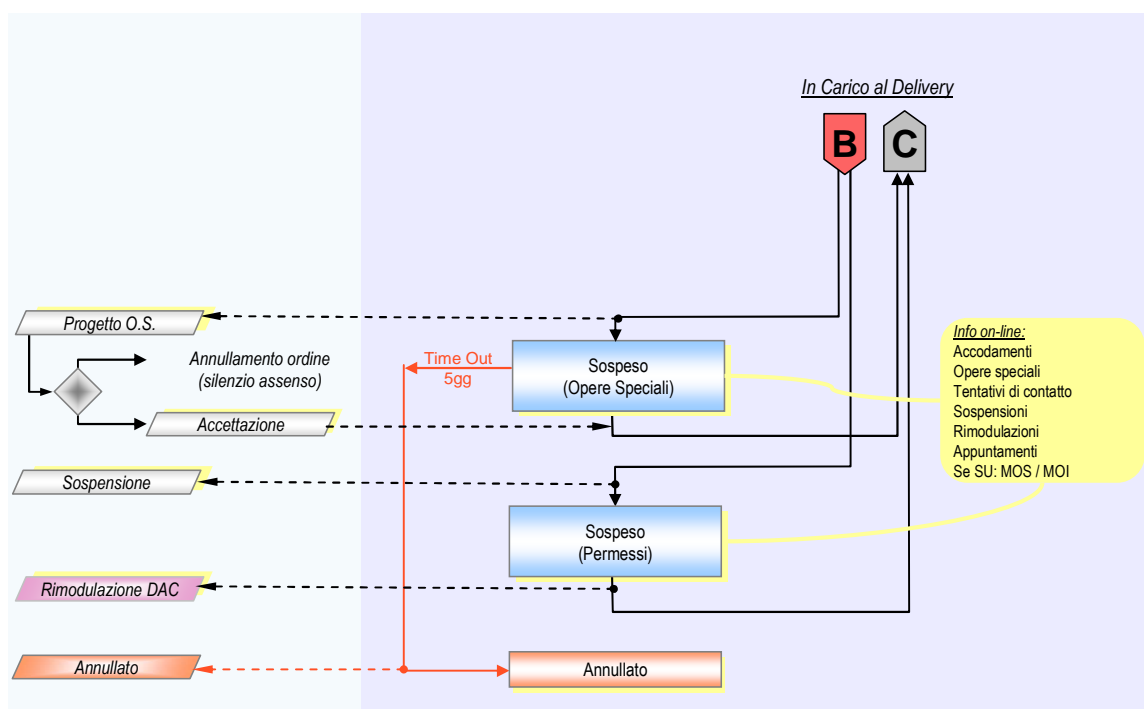 In Carico al Delivery
B
C
Progetto O.S.
Annullamento ordine
(silenzio assenso)
Accettazione
Time Out
5gg
Sospeso
(Opere Speciali)
Info on-line:
Accodamenti
Opere speciali
Tentativi di contatto
Sospensioni
Rimodulazioni
Appuntamenti
Se SU: MOS / MOI
Sospensione
Sospeso
(Permessi)
Rimodulazione DAC
Annullato
Annullato